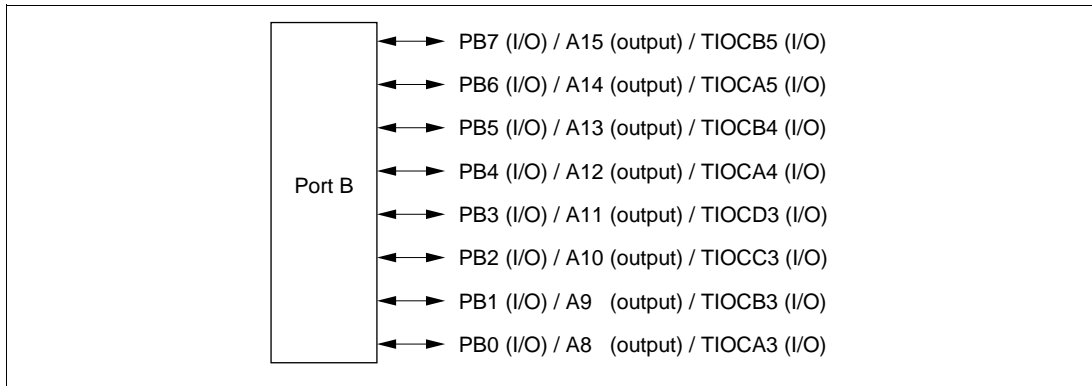 PB7 (I/O) / A15 (output) / TIOCB5 (I/O)
PB6 (I/O) / A14 (output) / TIOCA5 (I/O)
PB5 (I/O) / A13 (output) / TIOCB4 (I/O)
PB4 (I/O) / A12 (output) / TIOCA4 (I/O)
Port B
PB3 (I/O) / A11 (output) / TIOCD3 (I/O)
PB2 (I/O) / A10 (output) / TIOCC3 (I/O)
PB1 (I/O) / A9 (output) / TIOCB3 (I/O)
PB0 (I/O) / A8 (output) / TIOCA3 (I/O)